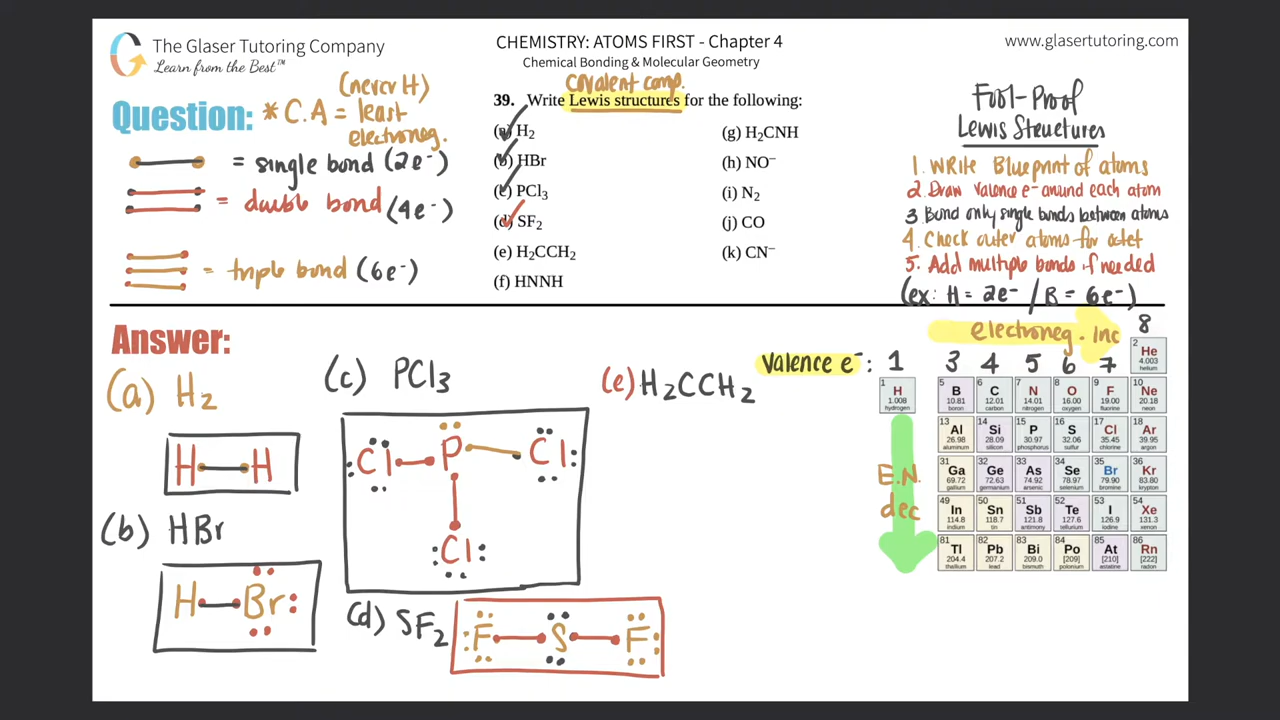 The Glaser Tutoring Company
Learn from the Best™
CHEMISTRY: ATOMS FIRST - Chapter 4
Chemical Bonding & Molecular Geometry
www.glasertutoring.com
Question:
* C.A = least electroneg.
(never H)
= single bond (2e⁻)
= double bond (4e⁻)
= triple bond (6e⁻)
covalent comp.
39. Write Lewis structures for the following:
(a) H₂
(b) HBr
(c) PCl₃
(d) SF₂
(e) H₂CCH₂
(f) HNNH
(g) H₂CNH
(h) NO⁻
(i) N₂
(j) CO
(k) CN⁻
Fool-Proof
Lewis Structures
1. Write Blueprint of atoms
2. Draw Valence e⁻ around each atom
3 Bond only single bonds between atoms
4. Check outer atoms for octet
5. Add multiple bonds if needed
(ex: H = 2e⁻ / B = 6e⁻)
Answer:
(a) H₂
H H
(b) HBr
H Br
(c) PCl₃
Cl P Cl
Cl
(d) SF₂
F S F
(e) H₂CCH₂
electroneg. inc
Valence e⁻: 1 3 4 5 6 7 8
E.N. dec
2 He 4.003 helium
1 H 1.008 hydrogen
5 B 10.81 boron
6 C 12.01 carbon
7 N 14.01 nitrogen
8 O 16.00 oxygen
9 F 19.00 fluorine
10 Ne 20.18 neon
13 Al 26.98 aluminum
14 Si 28.09 silicon
15 P 30.97 phosphorus
16 S 32.06 sulfur
17 Cl 35.45 chlorine
18 Ar 39.95 argon
31 Ga 69.72 gallium
32 Ge 72.63 germanium
33 As 74.92 arsenic
34 Se 78.97 selenium
35 Br 79.90 bromine
36 Kr 83.80 krypton
49 In 114.8 indium
50 Sn 118.7 tin
51 Sb 121.8 antimony
52 Te 127.6 tellurium
53 I 126.9 iodine
54 Xe 131.3 xenon
81 Tl 204.4 thallium
82 Pb 207.2 lead
83 Bi 209.0 bismuth
84 Po [209] polonium
85 At [210] astatine
86 Rn [222] radon